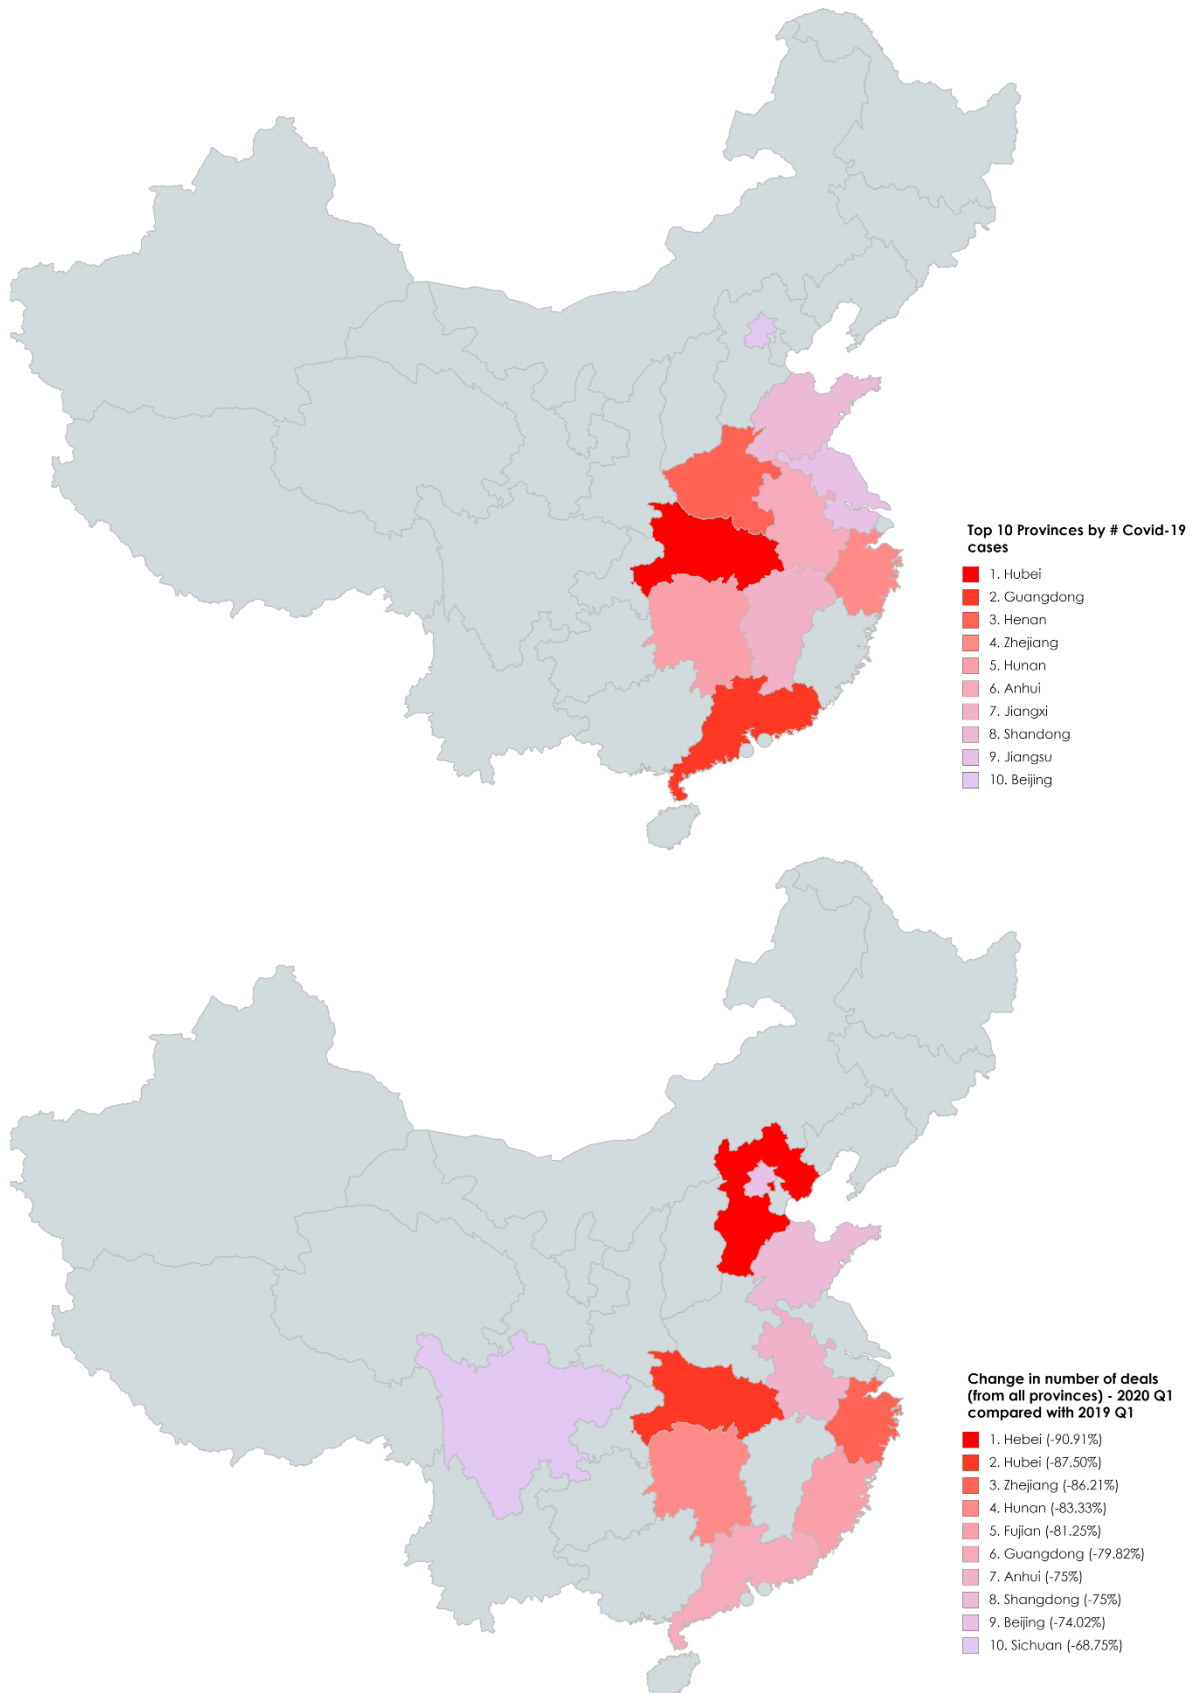 Top 10 Provinces by # Covid-19
cases
1. Hubei
2. Guangdong
3. Henan
4. Zhejiang
5. Hunan
6. Anhui
7. Jiangxi
8. Shandong
9. Jiangsu
10. Beijing
Change in number of deals
(from all provinces) - 2020 Q1
compared with 2019 Q1
1. Hebei (-90.91%)
2. Hubei (-87.50%)
3. Zhejiang (-86.21%)
4. Hunan (-83.33%)
5. Fujian (-81.25%)
6. Guangdong (-79.82%)
7. Anhui (-75%)
8. Shangdong (-75%)
9. Beijing (-74.02%)
10. Sichuan (-68.75%)